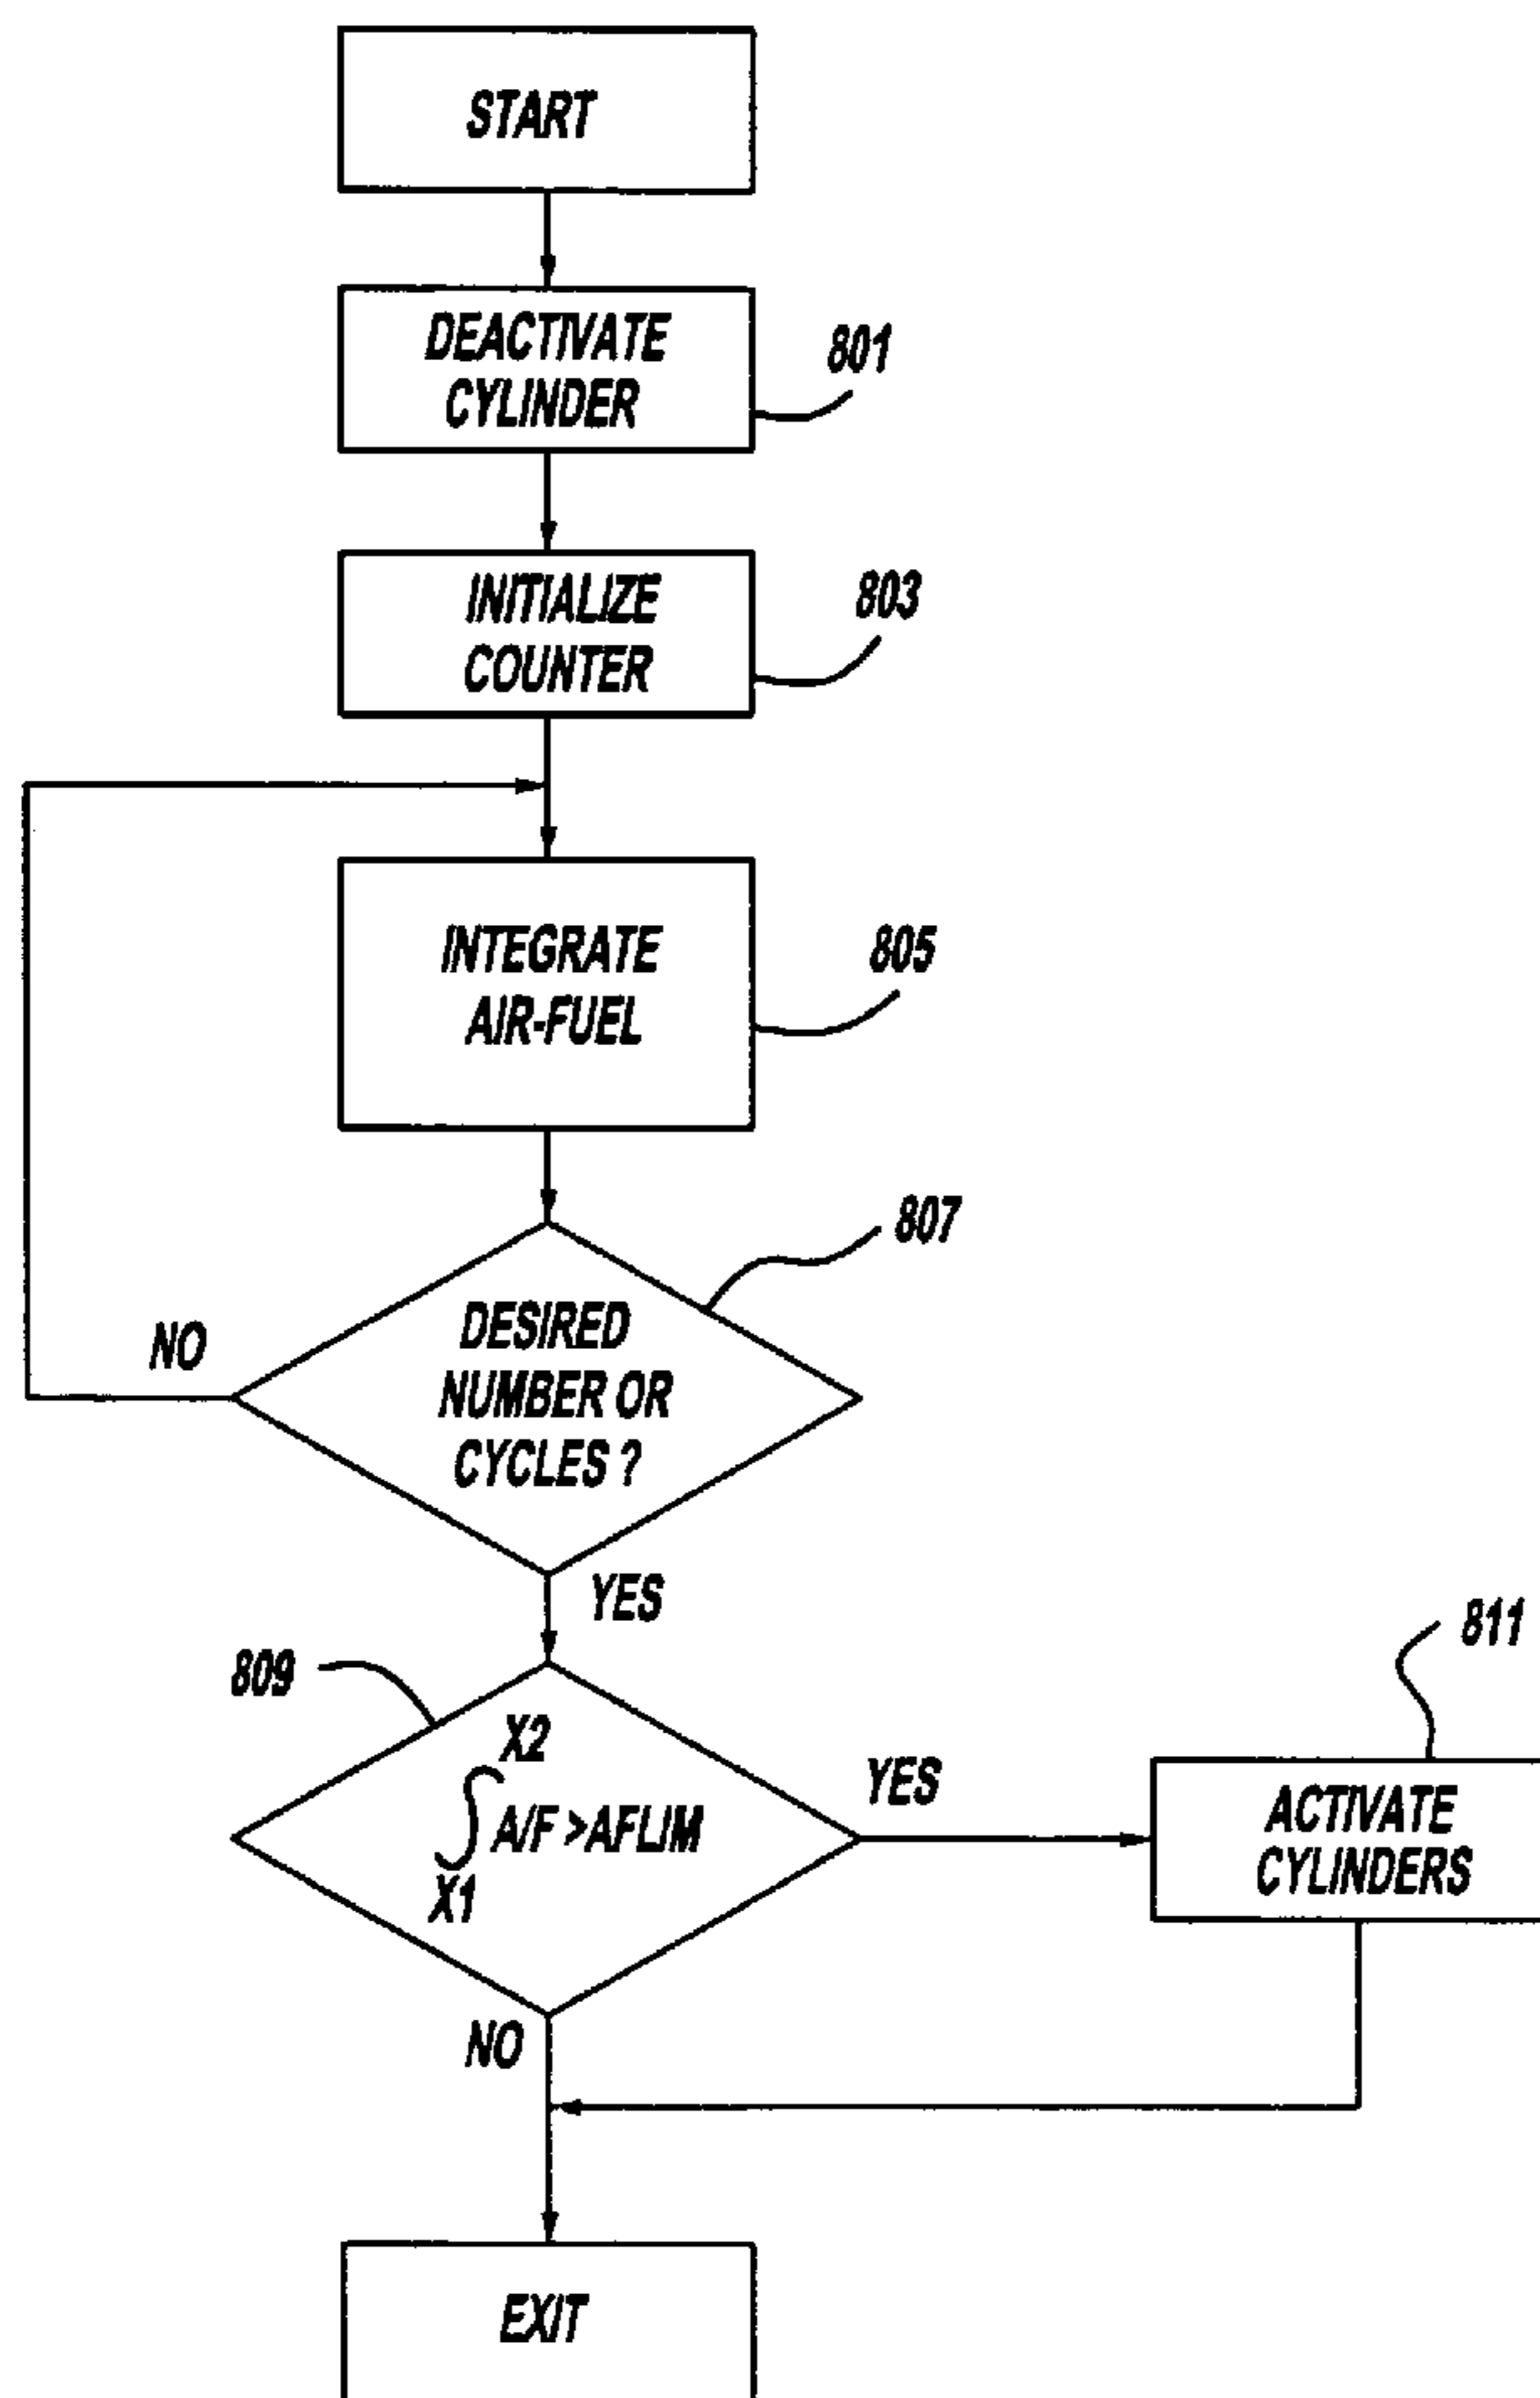 START
DEACTIVATE
CYLINDER
801
INITIALIZE
COUNTER
803
INTEGRATE
AIR-FUEL
805
807
DESIRED
NUMBER OR
CYCLES ?
NO
YES
809
X2
∫ A/F >AFLIM
X1
YES
811
ACTIVATE
CYLINDERS
NO
EXIT